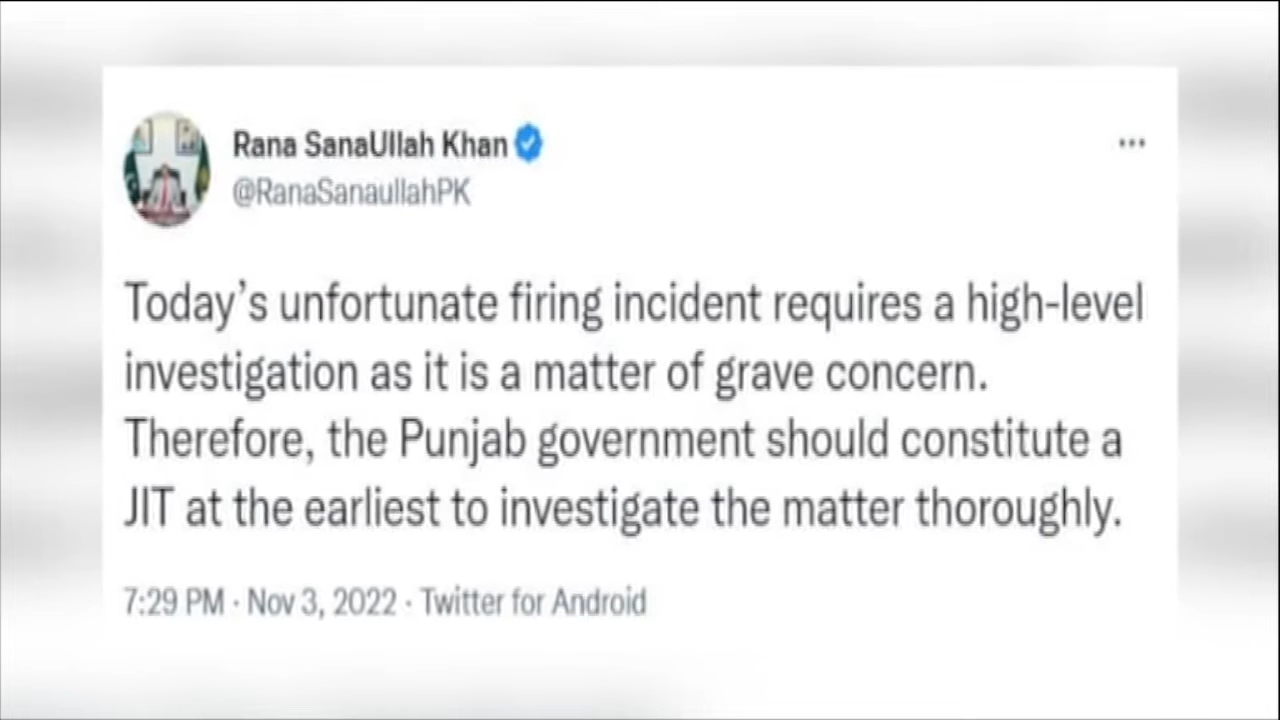 Rana SanaUllah Khan
@RanaSanaullahPK
Today's unfortunate firing incident requires a high-level
investigation as it is a matter of grave concern.
Therefore, the Punjab government should constitute a
JIT at the earliest to investigate the matter thoroughly.
7:29 PM · Nov 3, 2022 · Twitter for Android